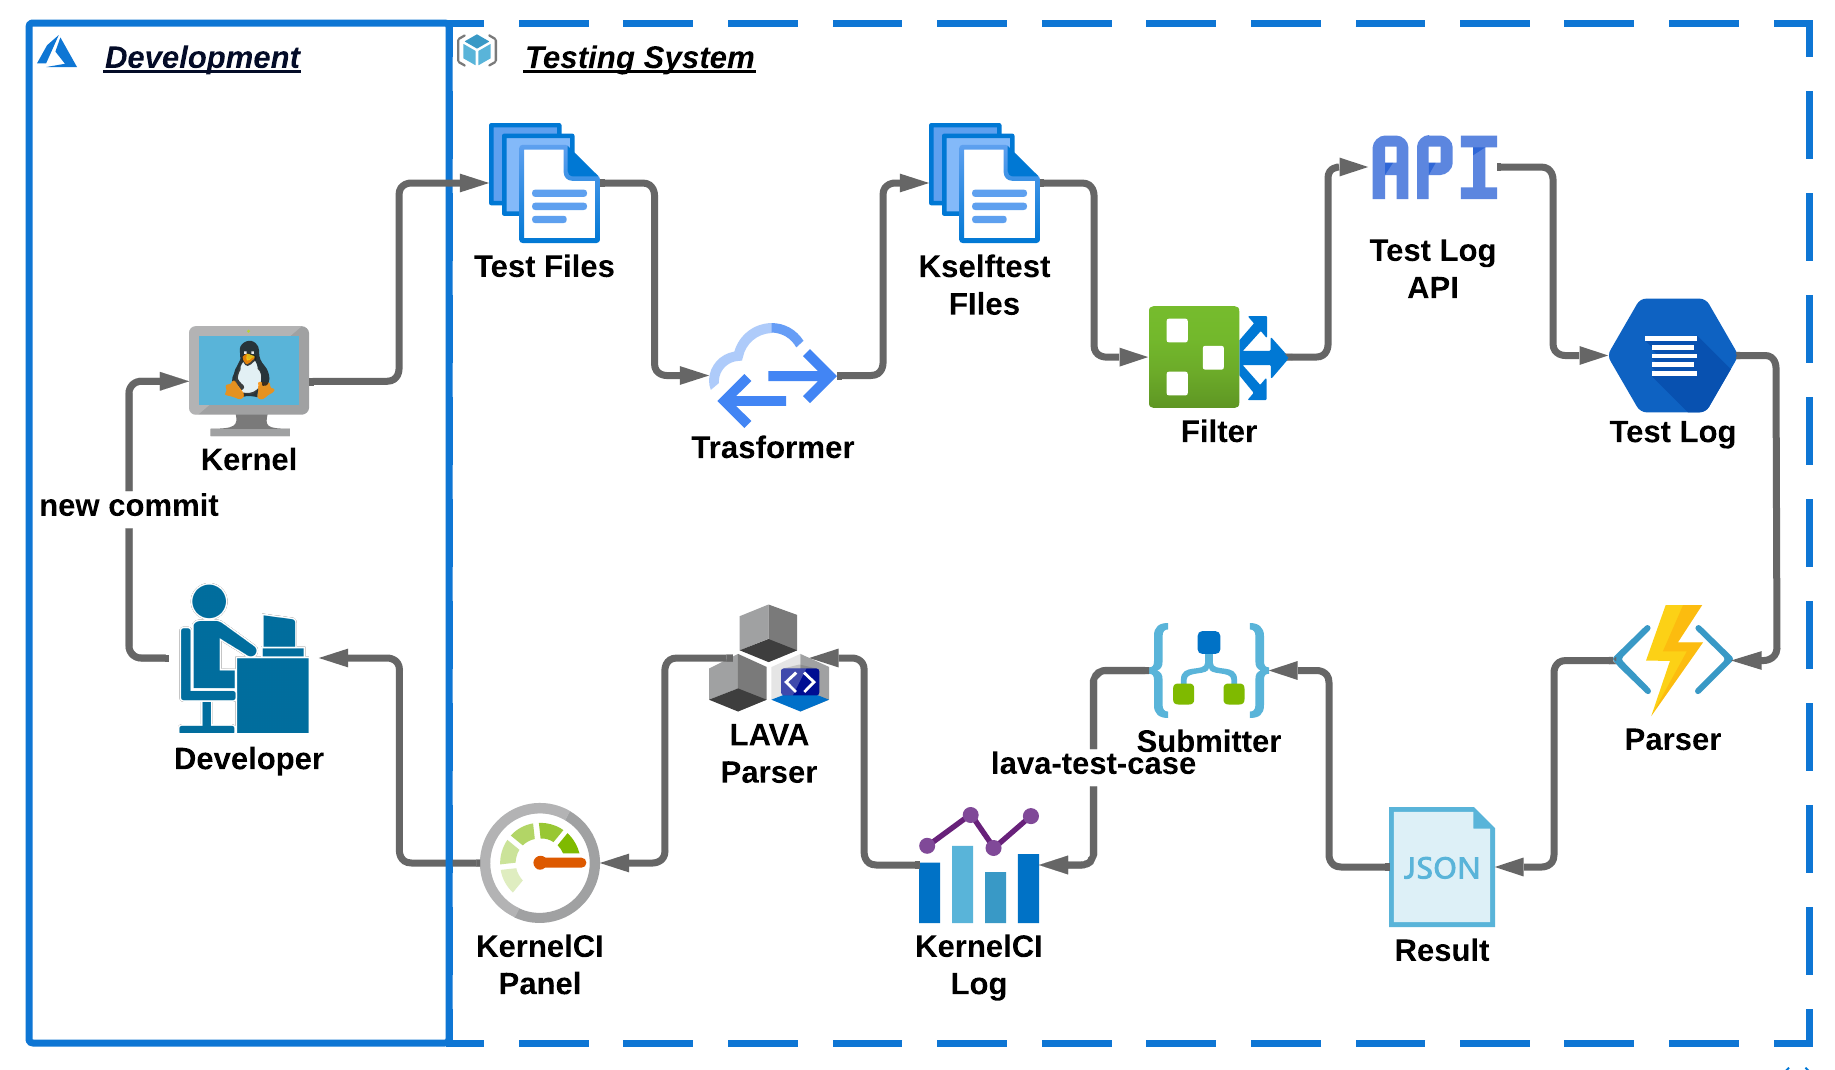 Development
Testing System
Test Files
Kselftest
FIles
API
Test Log
API
Kernel
Trasformer
Filter
Test Log
new commit
Developer
LAVA
Parser
Submitter
lava-test-case
Parser
JSON
KernelCI
Panel
KernelCI
Log
Result